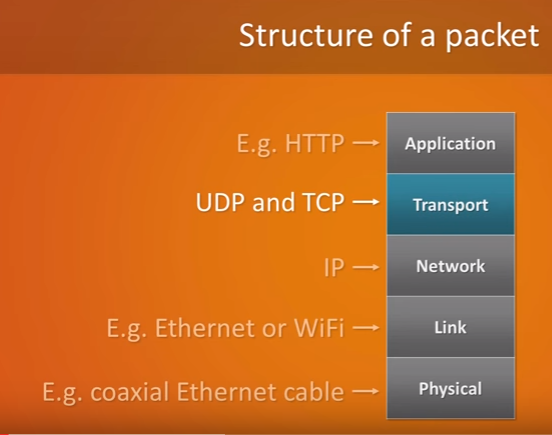 Structure of a packet
E.g. HTTP → Application
UDP and TCP → Transport
IP → Network
E.g. Ethernet or WiFi → Link
E.g. coaxial Ethernet cable → Physical